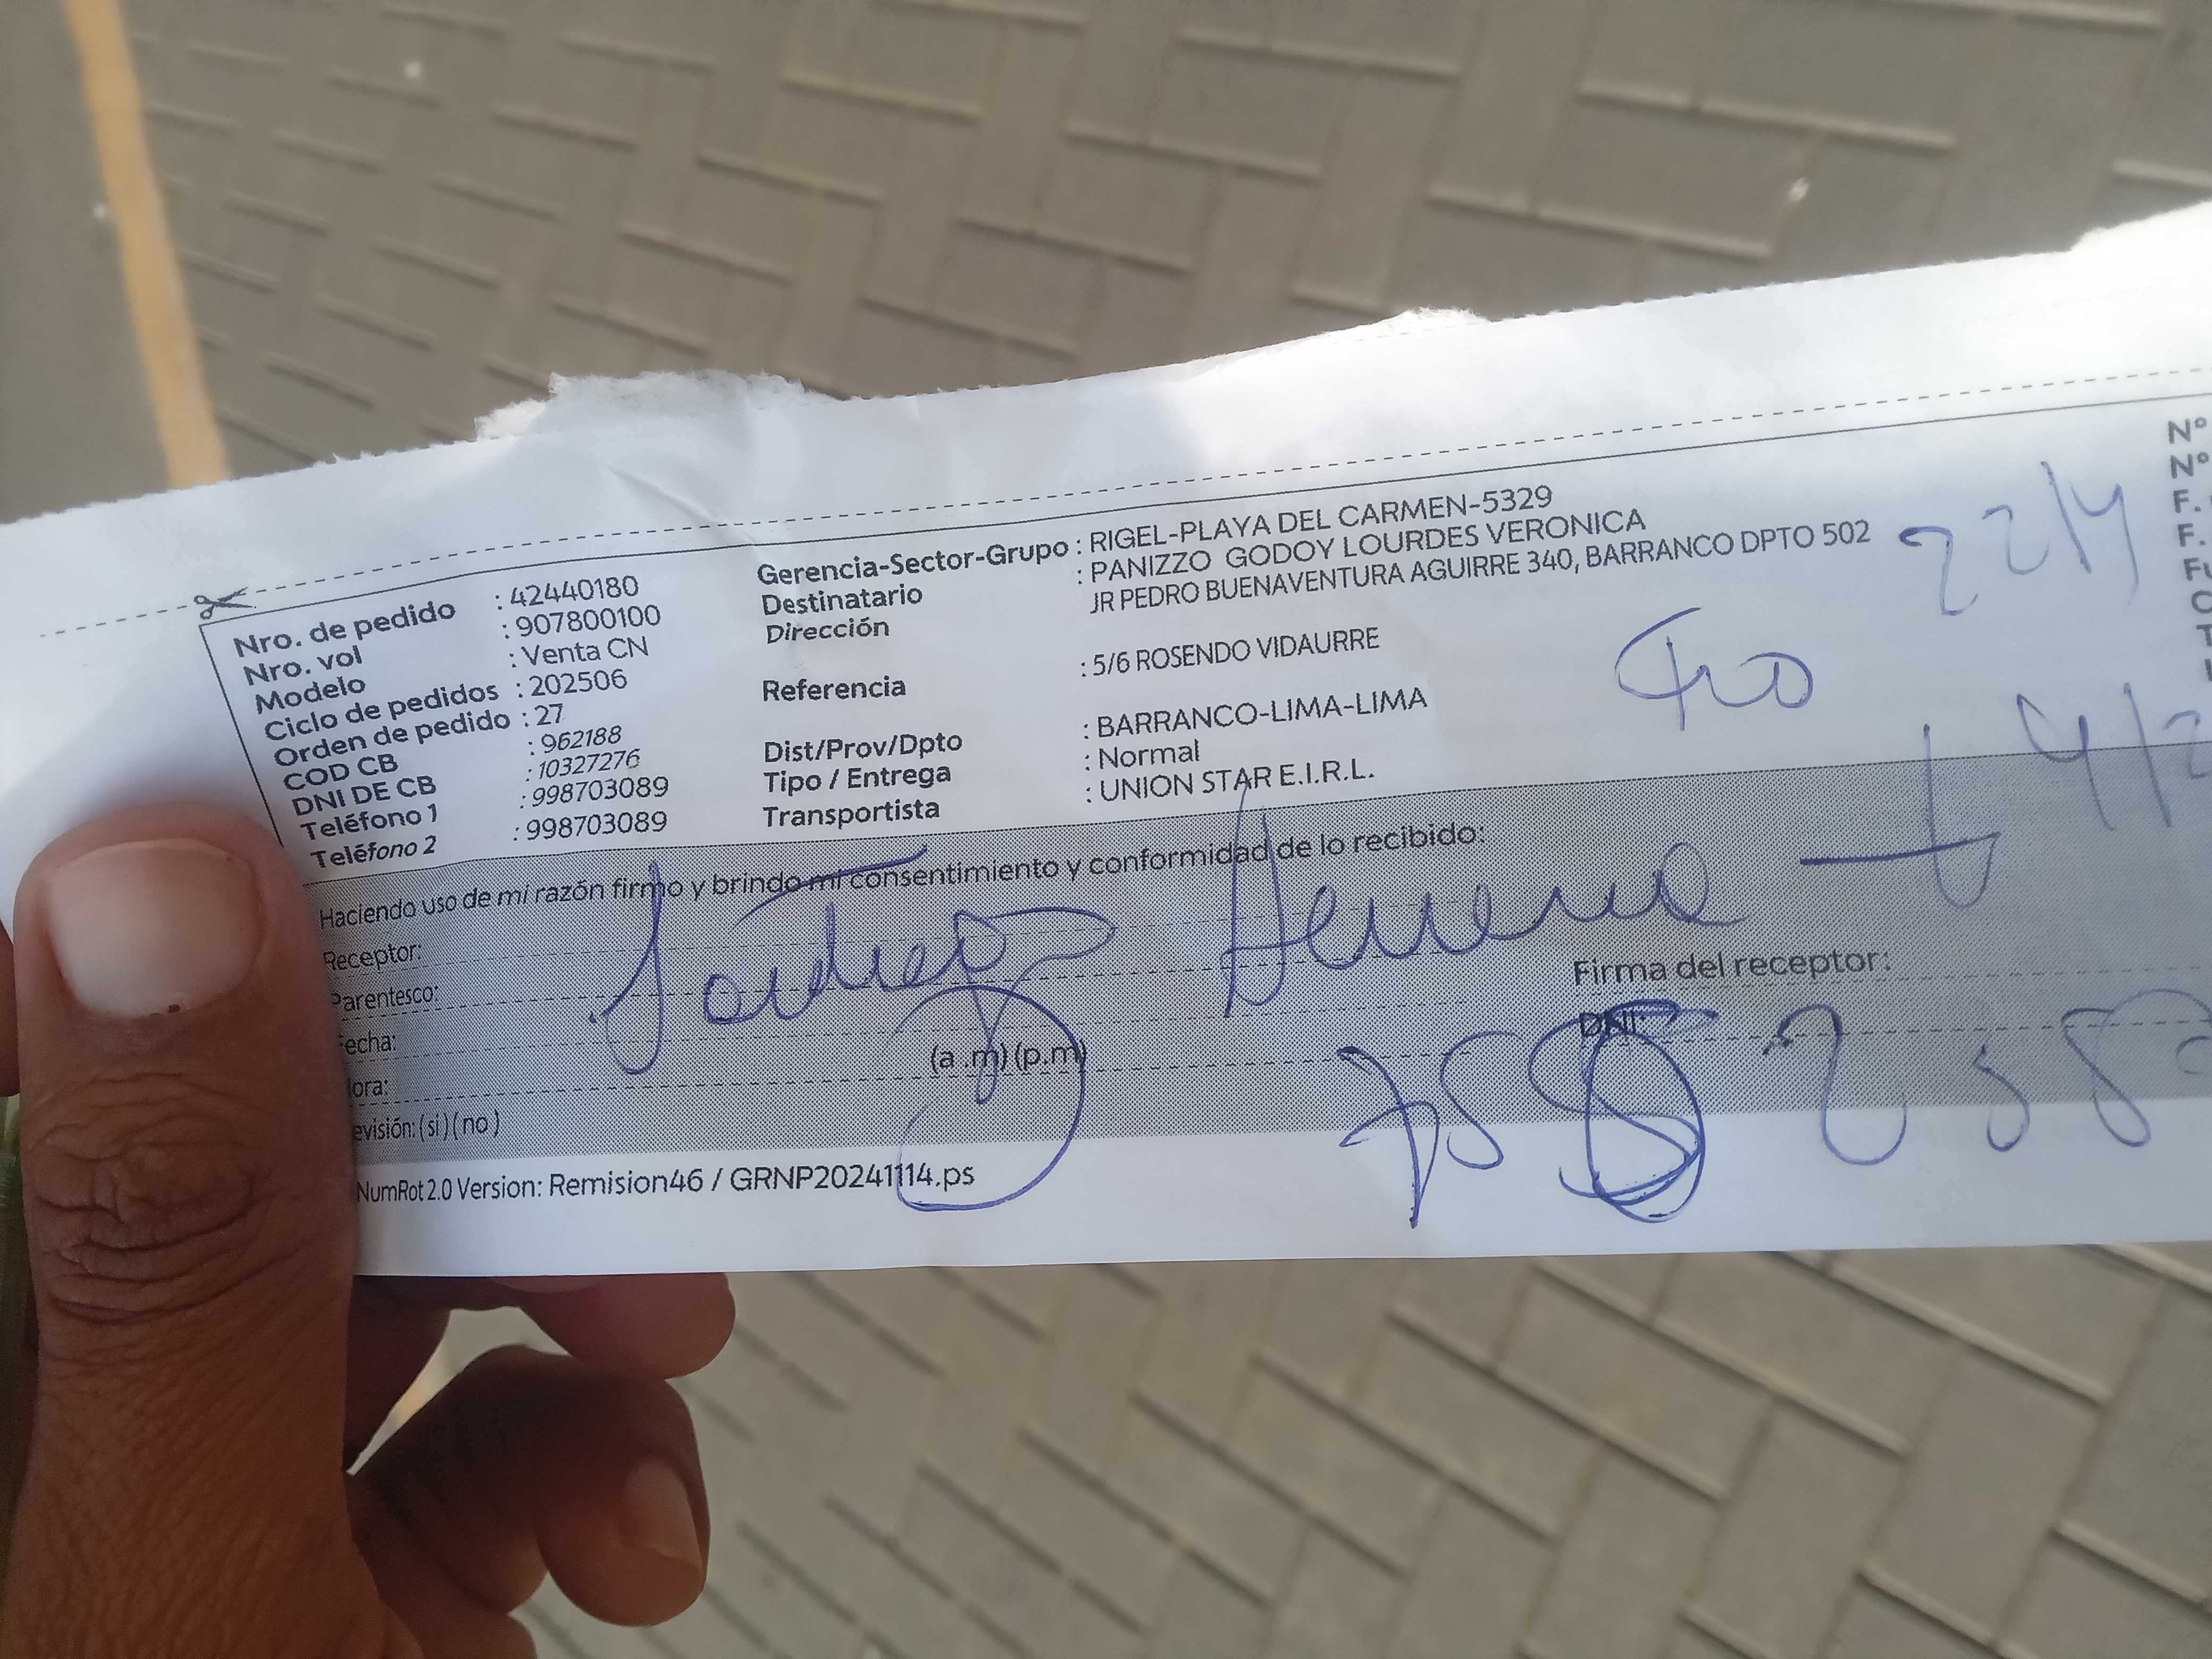 Nro. de pedido : 42440180
Nro. vol : 907800100
Modelo : Venta CN
Ciclo de pedidos : 202506
Orden de pedido : 27
COD CB : 962188
DNI DE CB : 10327276
Teléfono 1 : 998703089
Teléfono 2 : 998703089
Gerencia-Sector-Grupo : RIGEL-PLAYA DEL CARMEN-5329
Destinatario : PANIZZO GODOY LOURDES VERONICA
Dirección JR PEDRO BUENAVENTURA AGUIRRE 340, BARRANCO DPTO 502
Referencia : 5/6 ROSENDO VIDAURRE
Dist/Prov/Dpto : BARRANCO-LIMA-LIMA
Tipo / Entrega : Normal
Transportista : UNION STAR E.I.R.L.
Nº
Nº
F.
F.
Haciendo uso de mi razón firmo y brindo mi consentimiento y conformidad de lo recibido:
Receptor:
Parentesco:
echa:
ora: (a .m) (p.m)
evisión: (si) (no)
Firma del receptor:
DNI:
NumRot 2.0 Version: Remision46 / GRNP20241114.ps